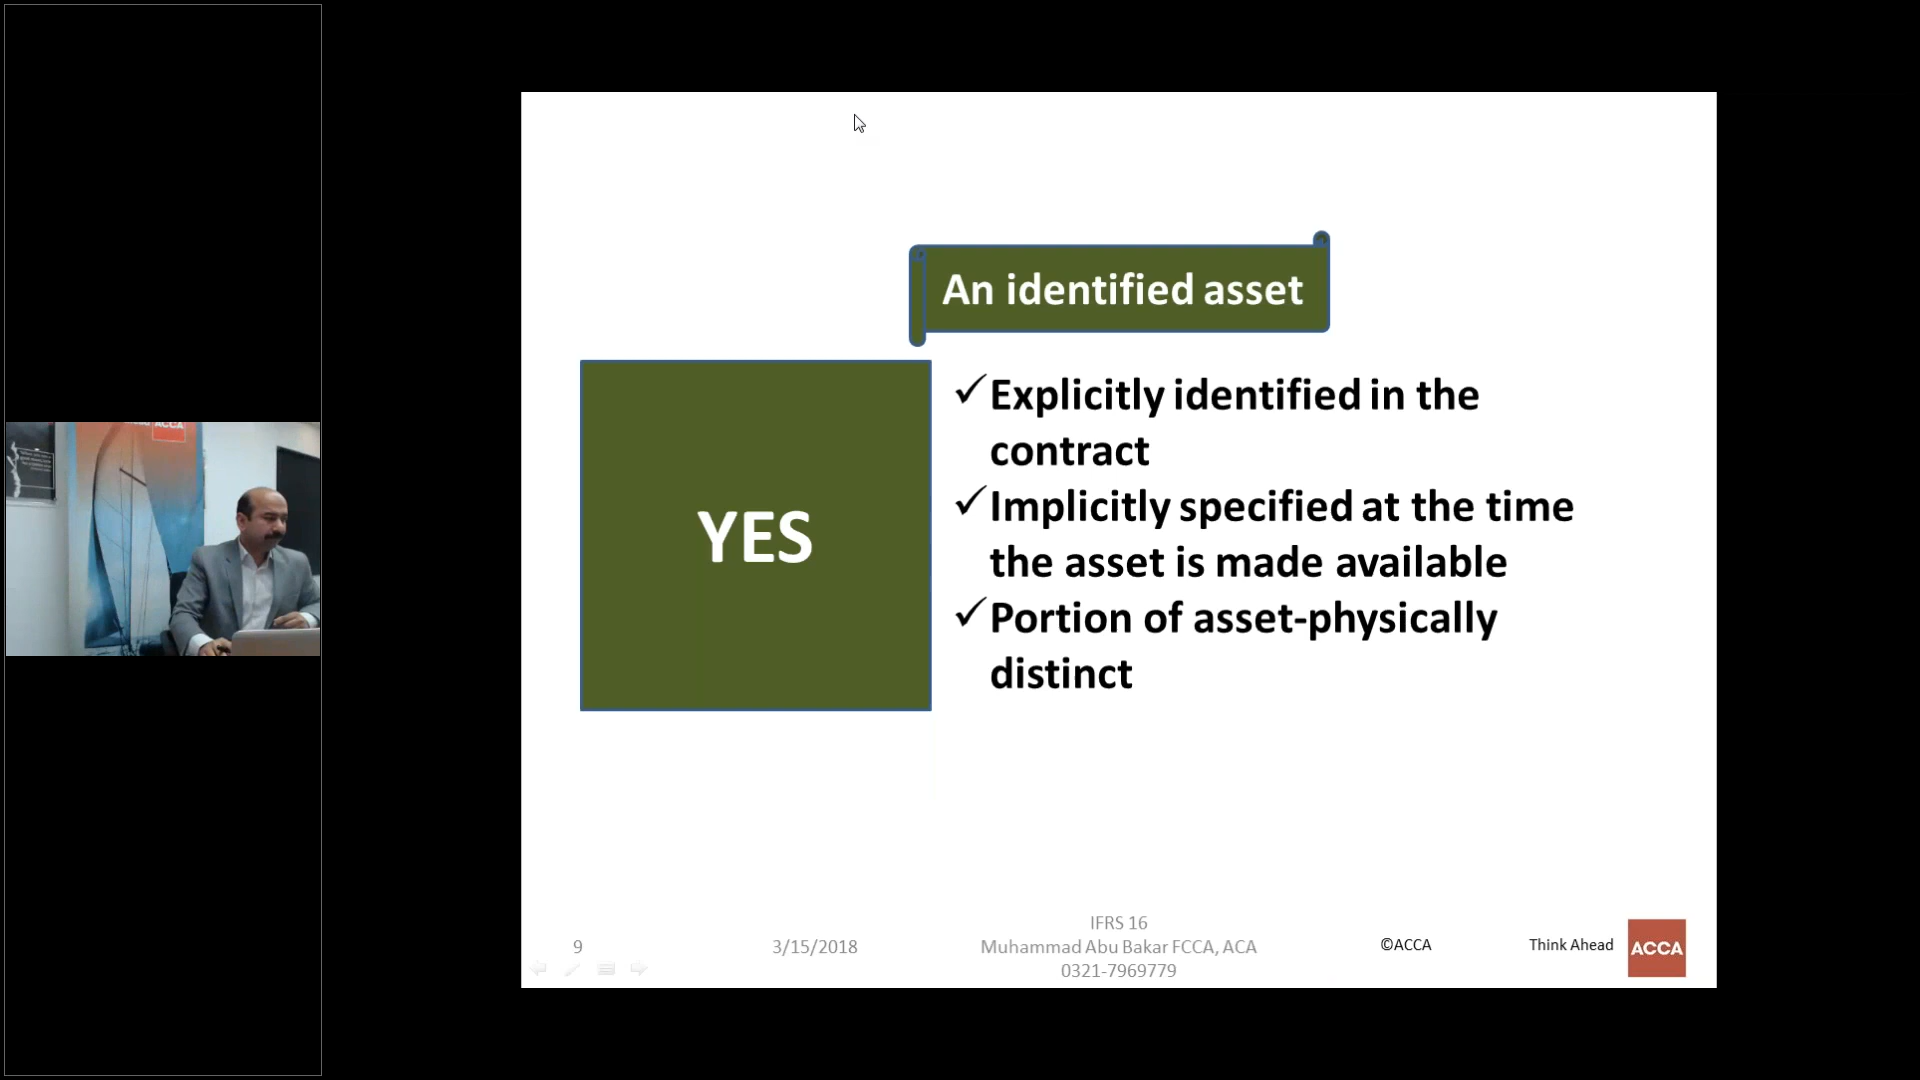 An identified asset
YES
✓Explicitly identified in the
contract
✓Implicitly specified at the time
the asset is made available
✓Portion of asset-physically
distinct
9
3/15/2018
IFRS 16
Muhammad Abu Bakar FCCA, ACA
0321-7969779
©ACCA
Think Ahead
ACCA
ACCA